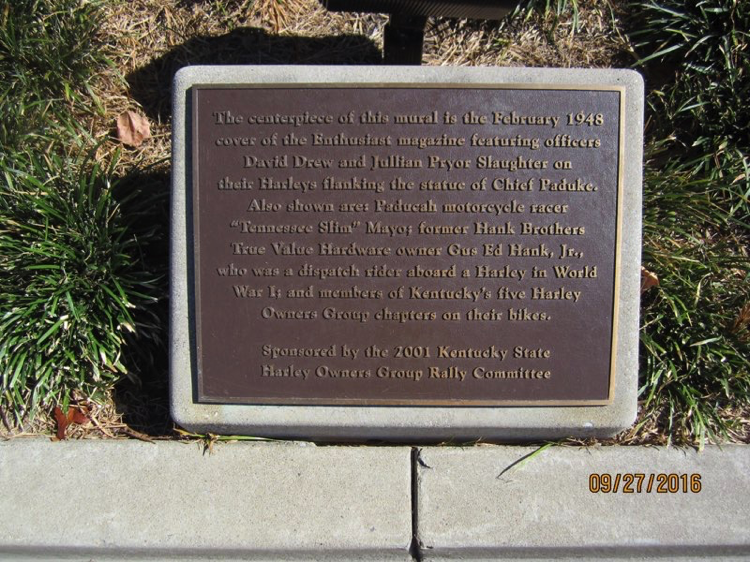 The centerpiece of this mural is the February 1948
cover of the Enthusiast magazine featuring officers
David Drew and Jullian Pryor Slaughter on
their Harleys flanking the statue of Chief Paduke.
Also shown are: Paducah motorcycle racer
“Tennessee Slim” Mayo; former Hank Brothers
True Value Hardware owner Gus Ed Hank, Jr.,
who was a dispatch rider aboard a Harley in World
War I; and members of Kentucky's five Harley
Owners Group chapters on their bikes.
Sponsored by the 2001 Kentucky State
Harley Owners Group Rally Committee
09/27/2016